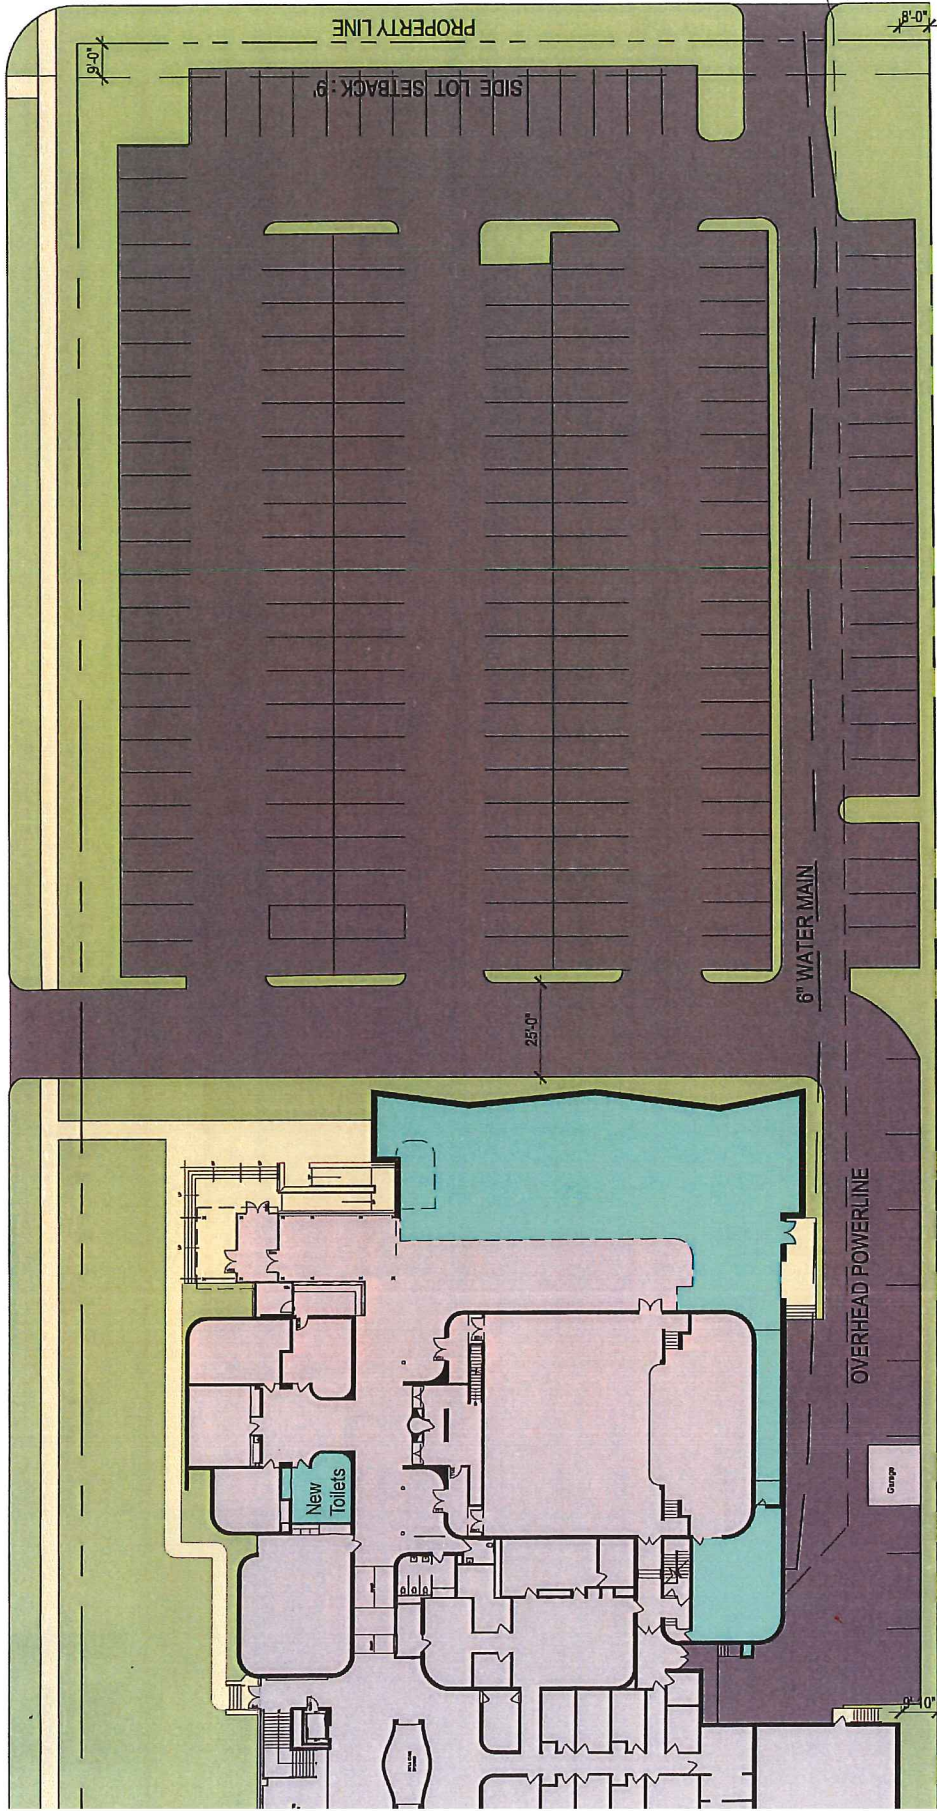 PROPERTY LINE
8'-0"
9'-0"
SIDE LOT SETBACK: 9'
6" WATER MAIN
25'-0"
OVERHEAD POWERLINE
New
Toilets
Garage
9'-10"